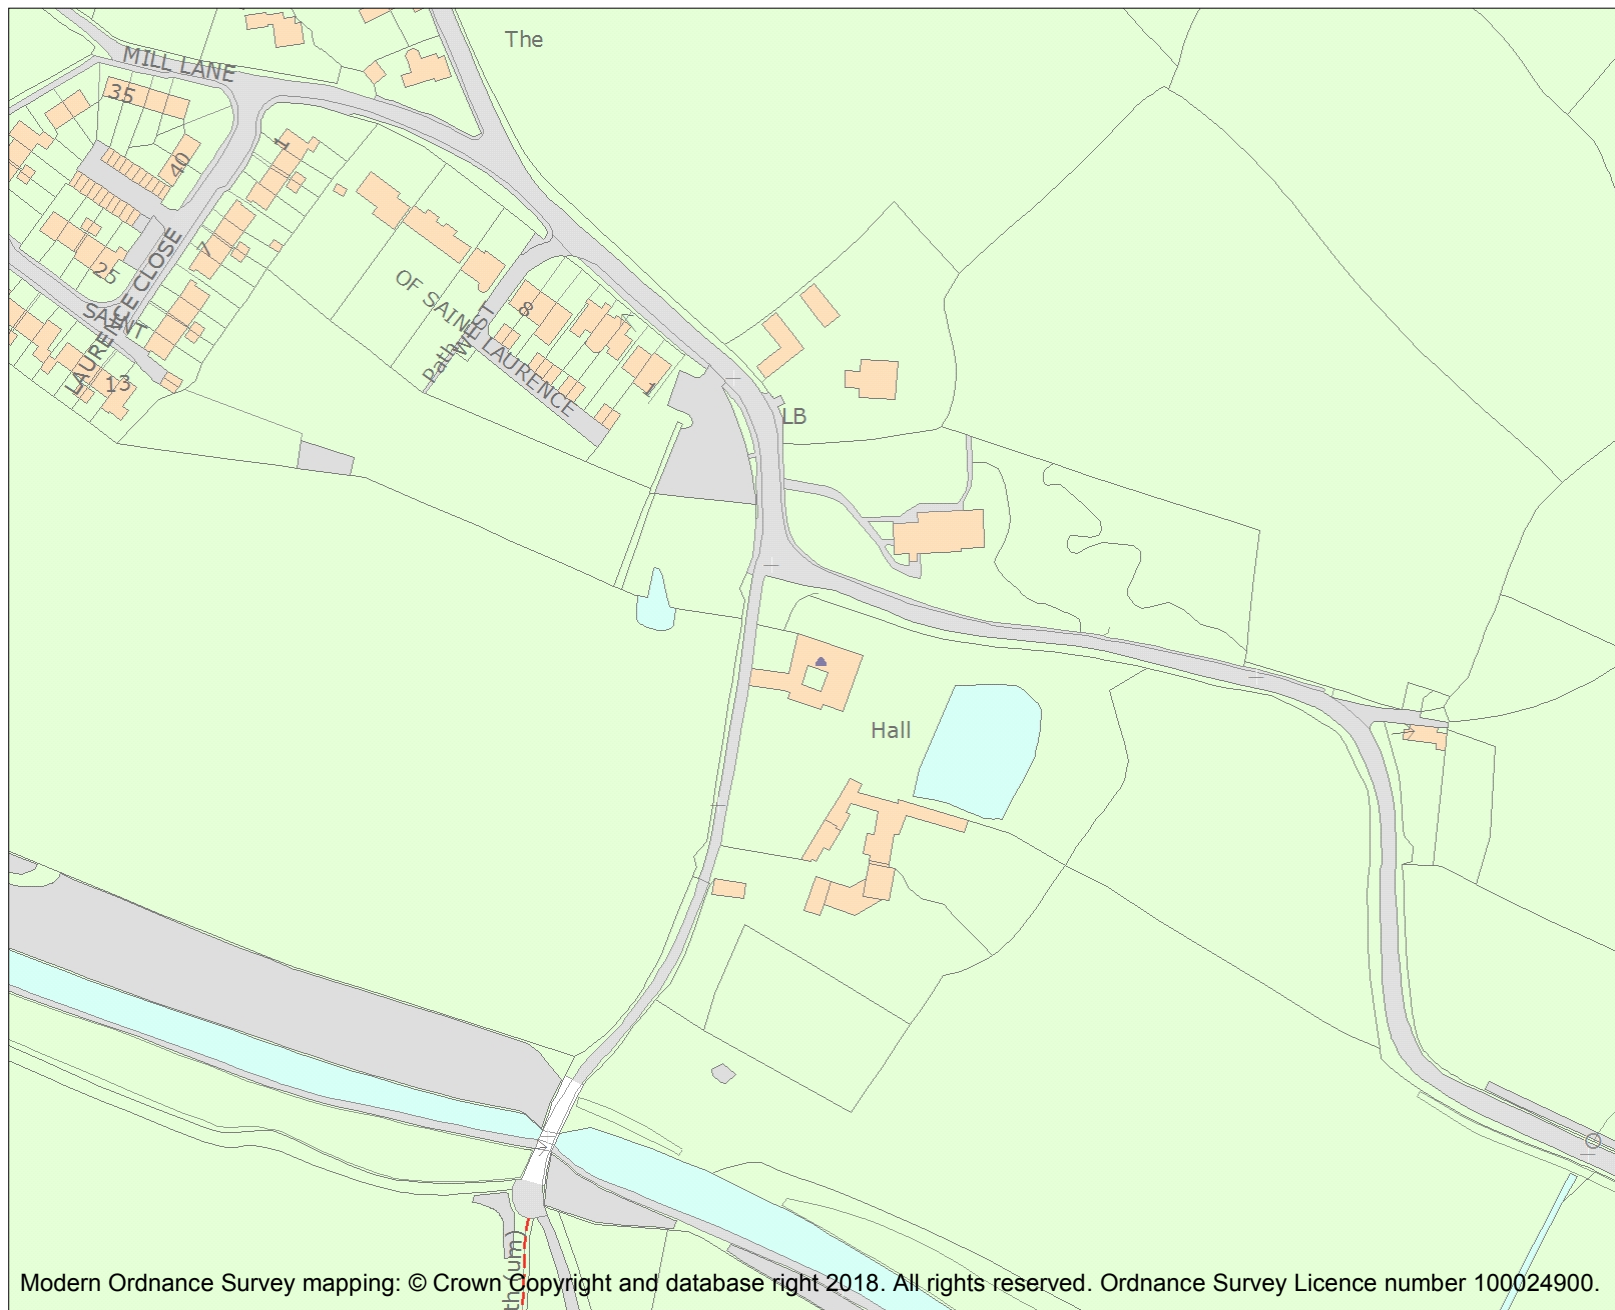 The
MILL LANE
35
1
40
7
25
LAURENCE CLOSE
SAINT
13
OF SAINT LAURENCE
WEST
Path
8
1
LB
Hall
Modern Ordnance Survey mapping: © Crown Copyright and database right 2018. All rights reserved. Ordnance Survey Licence number 100024900.